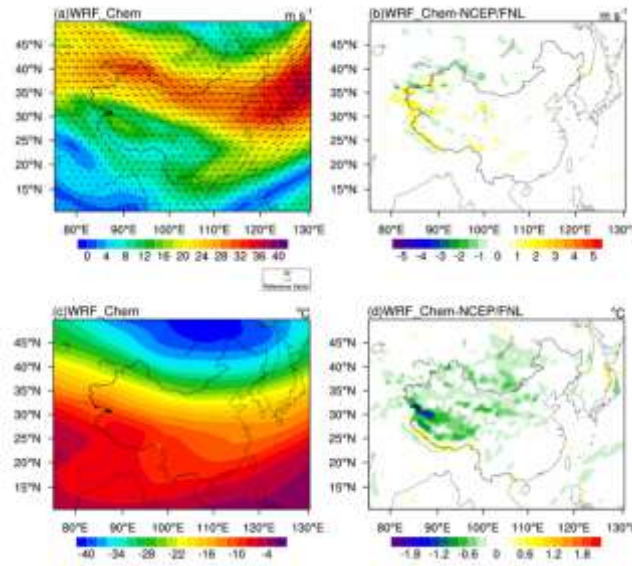 (a)WRF_Chem
m s⁻¹
(b)WRF_Chem-NCEP/FNL
m s⁻¹
45°N
40°N
35°N
30°N
25°N
20°N
15°N
45°N
40°N
35°N
30°N
25°N
20°N
15°N
80°E 90°E 100°E 110°E 120°E 130°E
80°E 90°E 100°E 110°E 120°E 130°E
0 4 8 12 16 20 24 28 32 36 40
-5 -4 -3 -2 -1 0 1 2 3 4 5
Reference Vector
(c)WRF_Chem
°C
(d)WRF_Chem-NCEP/FNL
°C
45°N
40°N
35°N
30°N
25°N
20°N
15°N
45°N
40°N
35°N
30°N
25°N
20°N
15°N
80°E 90°E 100°E 110°E 120°E 130°E
80°E 90°E 100°E 110°E 120°E 130°E
-40 -34 -28 -22 -16 -10 -4
-1.8 -1.2 -0.6 0 0.6 1.2 1.8